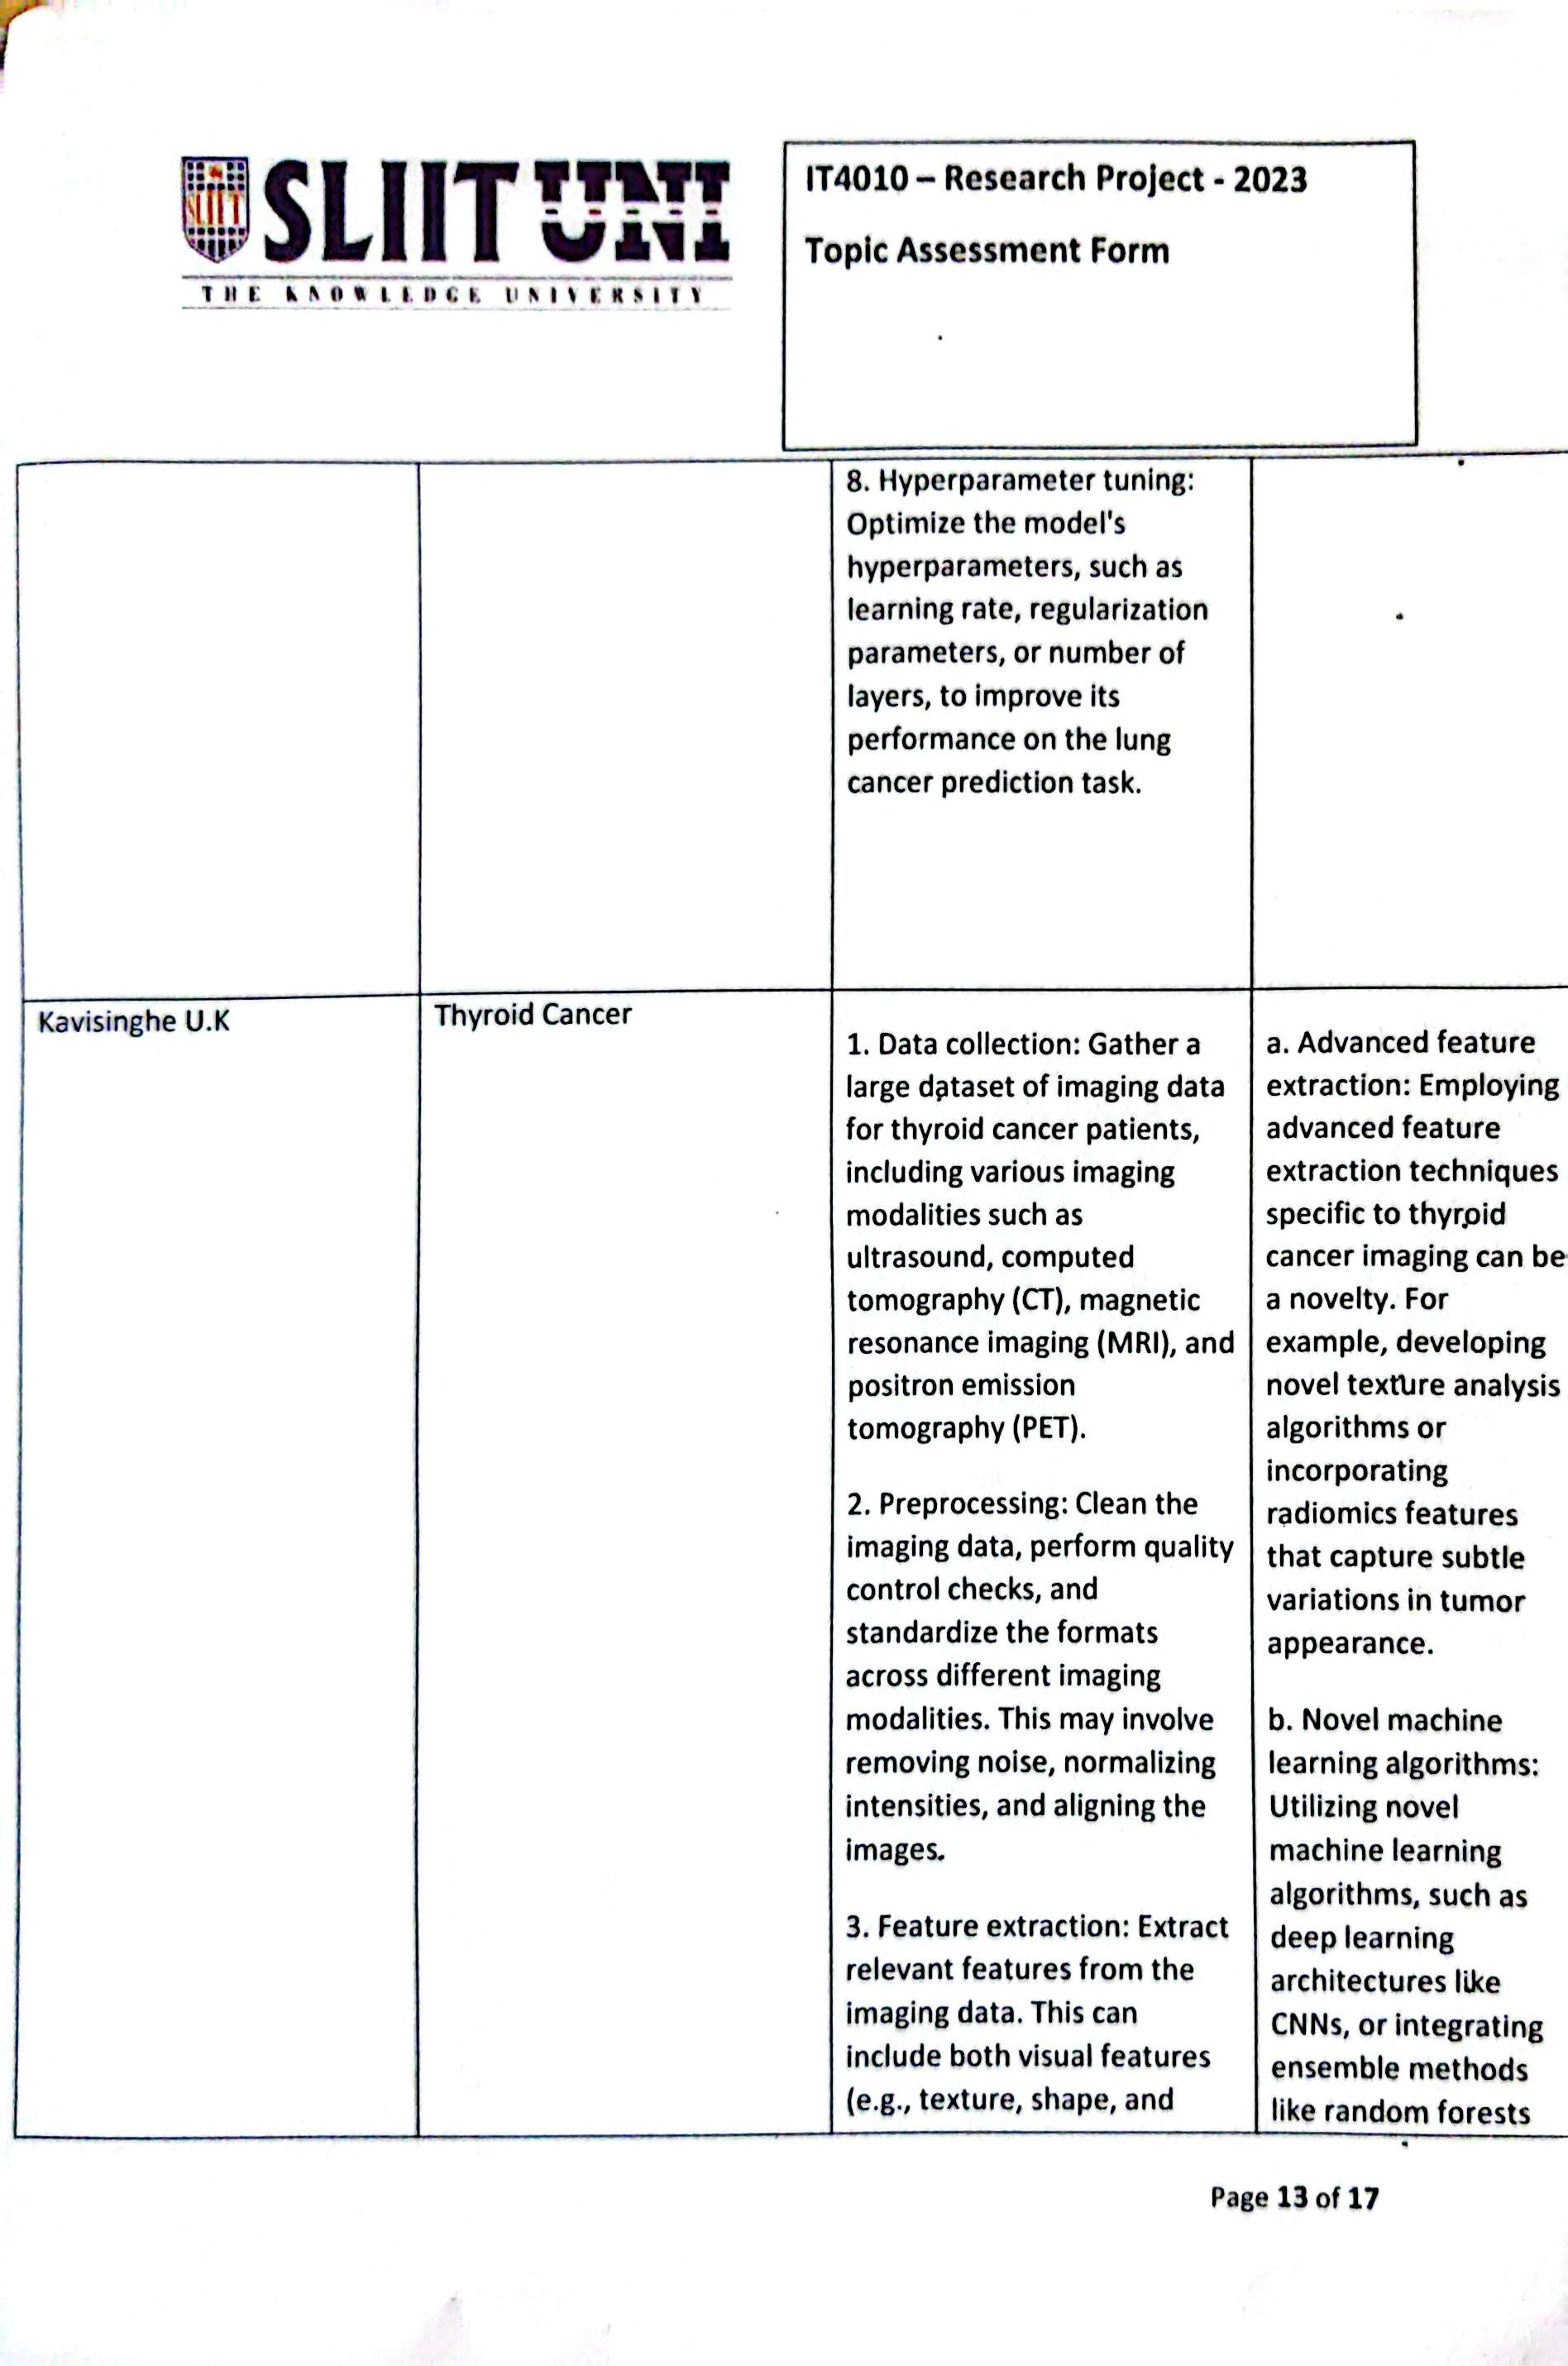 SLIIT
SLIIT UNI
THE KNOWLEDGE UNIVERSITY
IT4010 – Research Project - 2023
Topic Assessment Form
8. Hyperparameter tuning:
Optimize the model's
hyperparameters, such as
learning rate, regularization
parameters, or number of
layers, to improve its
performance on the lung
cancer prediction task.
Kavisinghe U.K
Thyroid Cancer
1. Data collection: Gather a
large dataset of imaging data
for thyroid cancer patients,
including various imaging
modalities such as
ultrasound, computed
tomography (CT), magnetic
resonance imaging (MRI), and
positron emission
tomography (PET).
2. Preprocessing: Clean the
imaging data, perform quality
control checks, and
standardize the formats
across different imaging
modalities. This may involve
removing noise, normalizing
intensities, and aligning the
images.
3. Feature extraction: Extract
relevant features from the
imaging data. This can
include both visual features
(e.g., texture, shape, and
a. Advanced feature
extraction: Employing
advanced feature
extraction techniques
specific to thyroid
cancer imaging can be
a novelty. For
example, developing
novel texture analysis
algorithms or
incorporating
radiomics features
that capture subtle
variations in tumor
appearance.
b. Novel machine
learning algorithms:
Utilizing novel
machine learning
algorithms, such as
deep learning
architectures like
CNNs, or integrating
ensemble methods
like random forests
Page 13 of 17